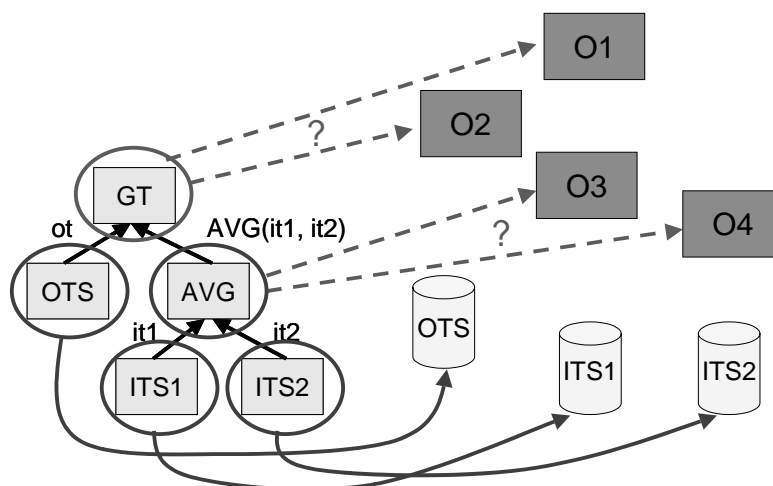 O1
O2
?
O3
GT
ot
AVG(it1, it2)
?
O4
OTS
AVG
OTS
it1
it2
ITS1
ITS2
ITS1
ITS2